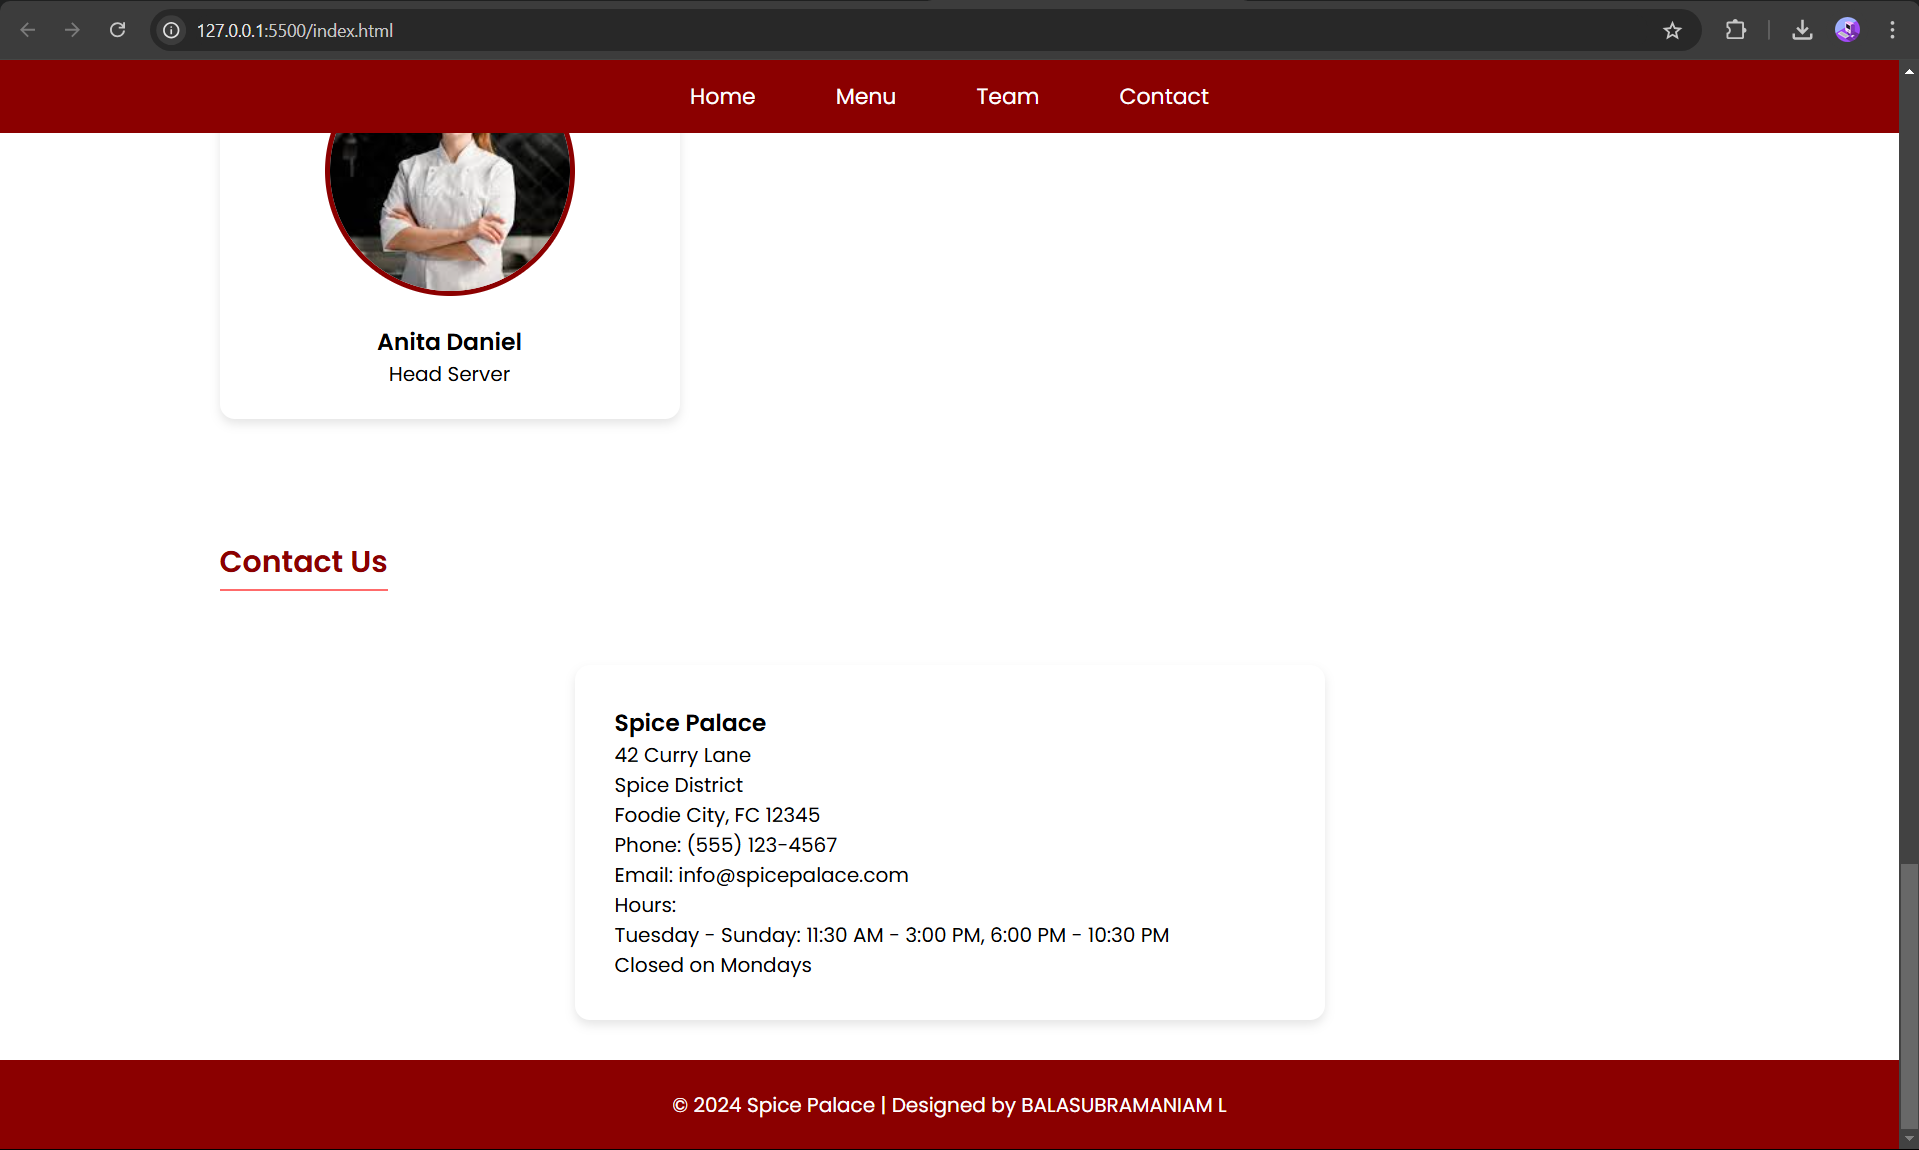 127.0.0.1:5500/index.html
Home Menu Team Contact
Anita Daniel
Head Server
Contact Us
Spice Palace
42 Curry Lane
Spice District
Foodie City, FC 12345
Phone: (555) 123-4567
Email: info@spicepalace.com
Hours:
Tuesday - Sunday: 11:30 AM - 3:00 PM, 6:00 PM - 10:30 PM
Closed on Mondays
© 2024 Spice Palace | Designed by BALASUBRAMANIAM L